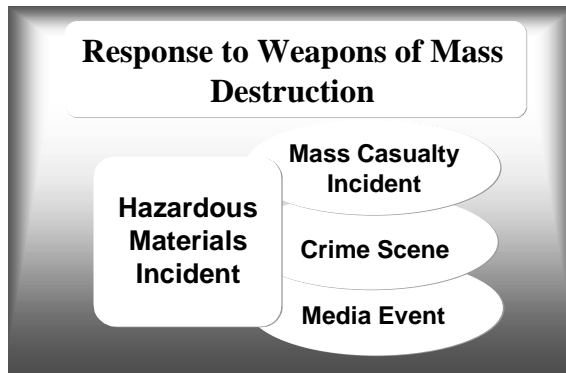 Response to Weapons of Mass
Destruction
Hazardous
Materials
Incident
Mass Casualty
Incident
Crime Scene
Media Event